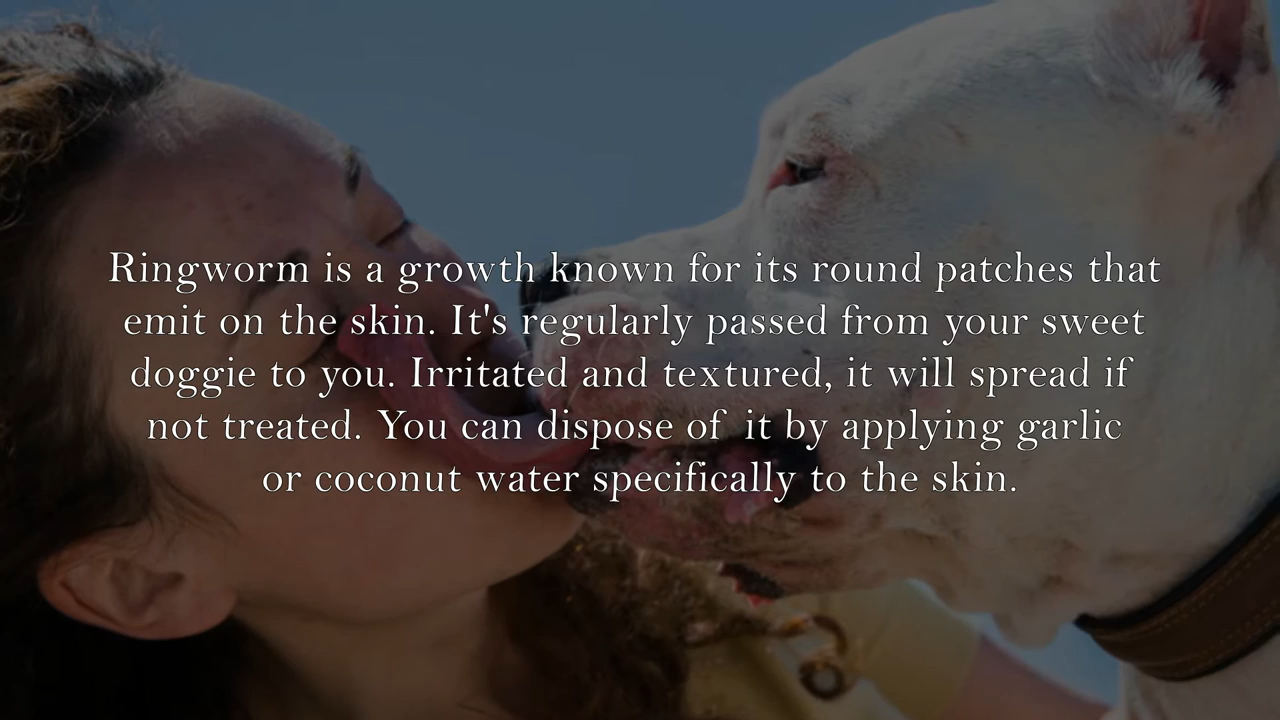 Ringworm is a growth known for its round patches that
emit on the skin. It's regularly passed from your sweet
doggie to you. Irritated and textured, it will spread if
not treated. You can dispose of it by applying garlic
or coconut water specifically to the skin.